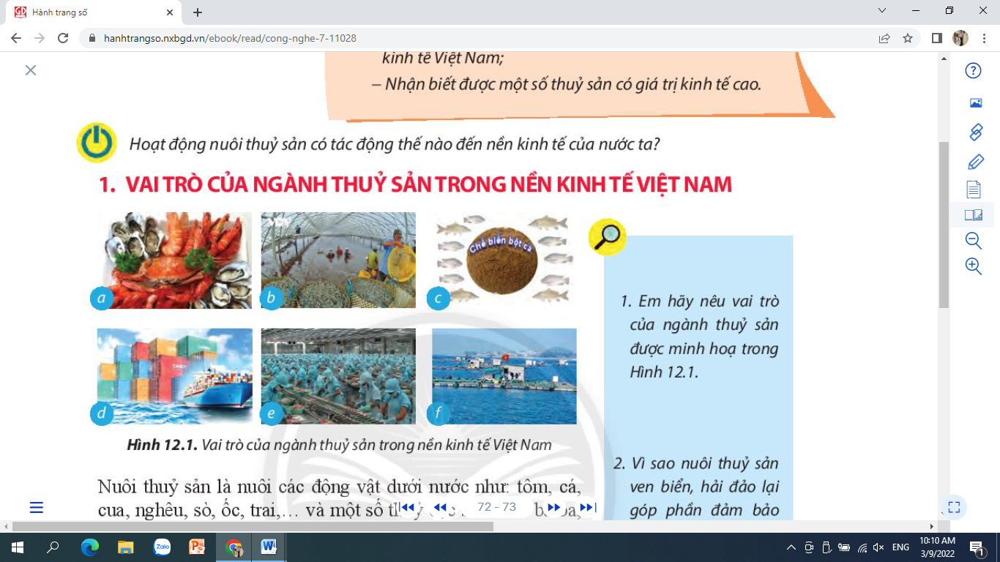 Hành trang số
hanhtrangso.nxbgd.vn/ebook/read/cong-nghe-7-11028
kinh tế Việt Nam;
– Nhận biết được một số thuỷ sản có giá trị kinh tế cao.
Hoạt động nuôi thuỷ sản có tác động thế nào đến nền kinh tế của nước ta?
1. VAI TRÒ CỦA NGÀNH THUỶ SẢN TRONG NỀN KINH TẾ VIỆT NAM
a
b
Chế biến bột cá
c
d
e
f
Hình 12.1. Vai trò của ngành thuỷ sản trong nền kinh tế Việt Nam
1. Em hãy nêu vai trò
của ngành thuỷ sản
được minh hoạ trong
Hình 12.1.
2. Vì sao nuôi thuỷ sản
ven biển, hải đảo lại
góp phần đảm bảo
Nuôi thuỷ sản là nuôi các động vật dưới nước như: tôm, cá,
cua, nghêu, sò, ốc, trai,... và một số
72 - 73
Zalo
ENG
10:10 AM
3/9/2022
1